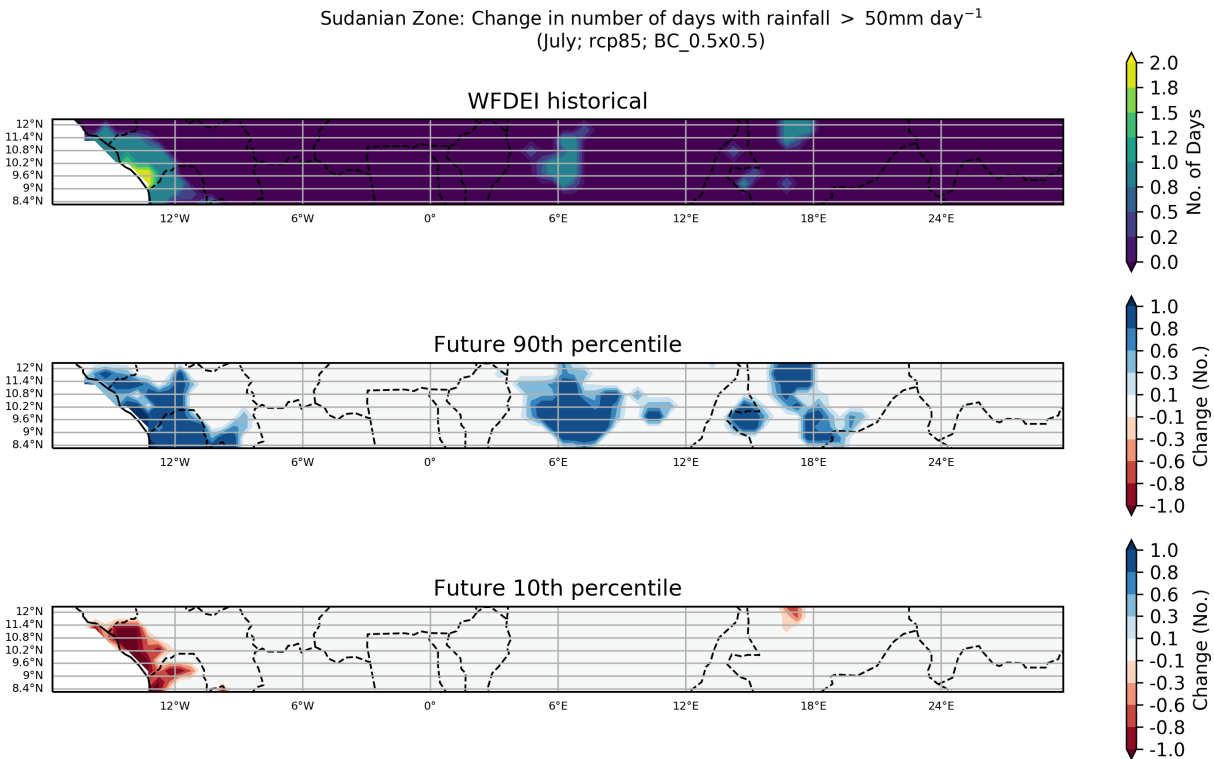 Sudanian Zone: Change in number of days with rainfall > 50mm day⁻¹
(July; rcp85; BC_0.5x0.5)
WFDEI historical
12°N
11.4°N
10.8°N
10.2°N
9.6°N
9°N
8.4°N
12°W 6°W 0° 6°E 12°E 18°E 24°E
2.0
1.8
1.5
1.2
1.0
0.8
0.5
0.2
0.0
No. of Days
Future 90th percentile
12°N
11.4°N
10.8°N
10.2°N
9.6°N
9°N
8.4°N
12°W 6°W 0° 6°E 12°E 18°E 24°E
1.0
0.8
0.6
0.3
0.1
-0.1
-0.3
-0.6
-0.8
-1.0
Change (No.)
Future 10th percentile
12°N
11.4°N
10.8°N
10.2°N
9.6°N
9°N
8.4°N
12°W 6°W 0° 6°E 12°E 18°E 24°E
1.0
0.8
0.6
0.3
0.1
-0.1
-0.3
-0.6
-0.8
-1.0
Change (No.)